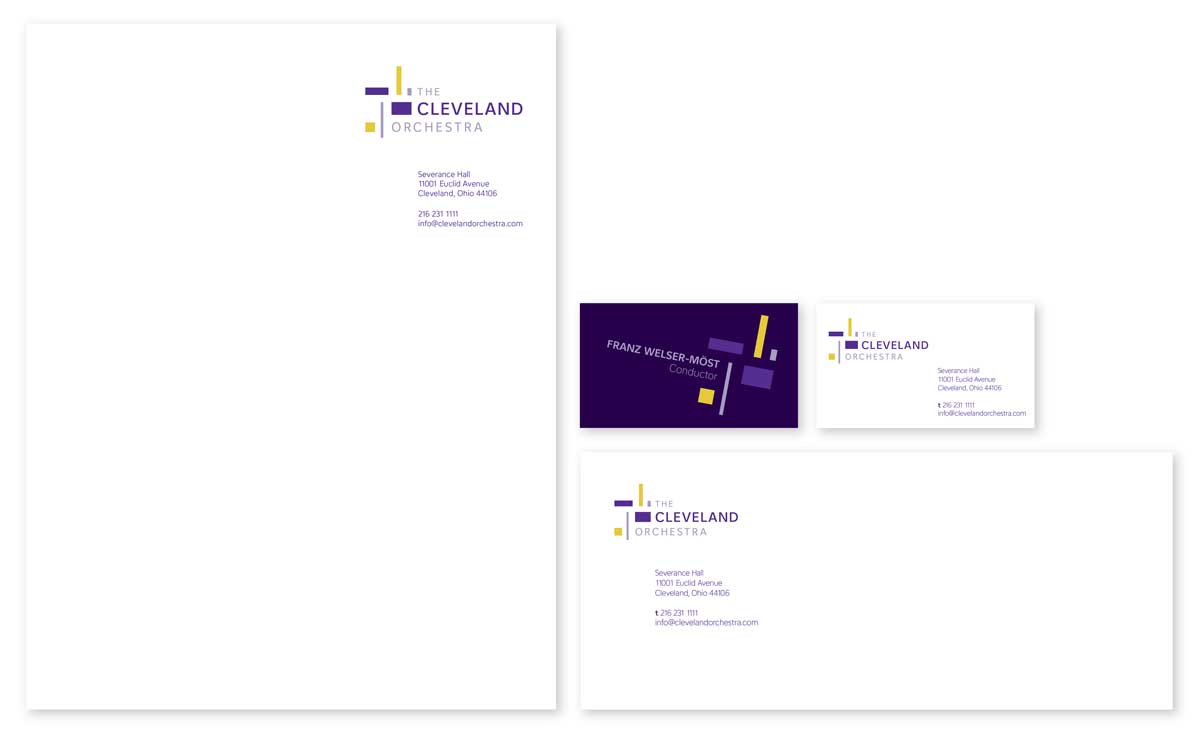 THE
CLEVELAND
ORCHESTRA
Severance Hall
11001 Euclid Avenue
Cleveland, Ohio 44106
216 231 1111
info@clevelandorchestra.com
FRANZ WELSER-MÖST
Conductor
THE
CLEVELAND
ORCHESTRA
Severance Hall
11001 Euclid Avenue
Cleveland, Ohio 44106
t 216 231 1111
info@clevelandorchestra.com
THE
CLEVELAND
ORCHESTRA
Severance Hall
11001 Euclid Avenue
Cleveland, Ohio 44106
t 216 231 1111
info@clevelandorchestra.com